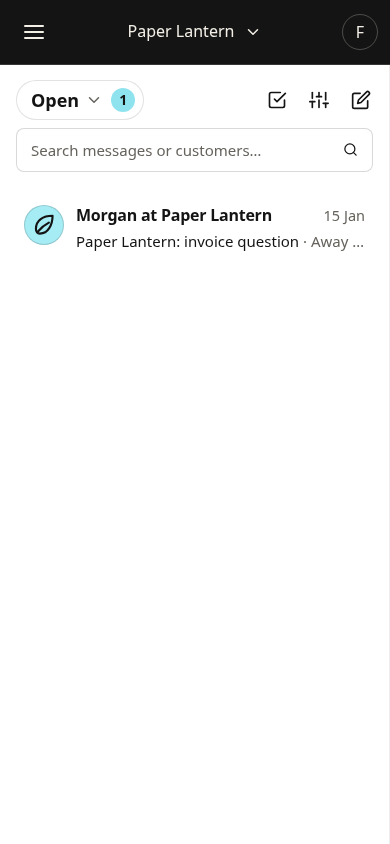 Paper Lantern
F
Open 1
Search messages or customers...
Morgan at Paper Lantern 15 Jan
Paper Lantern: invoice question · Away ...